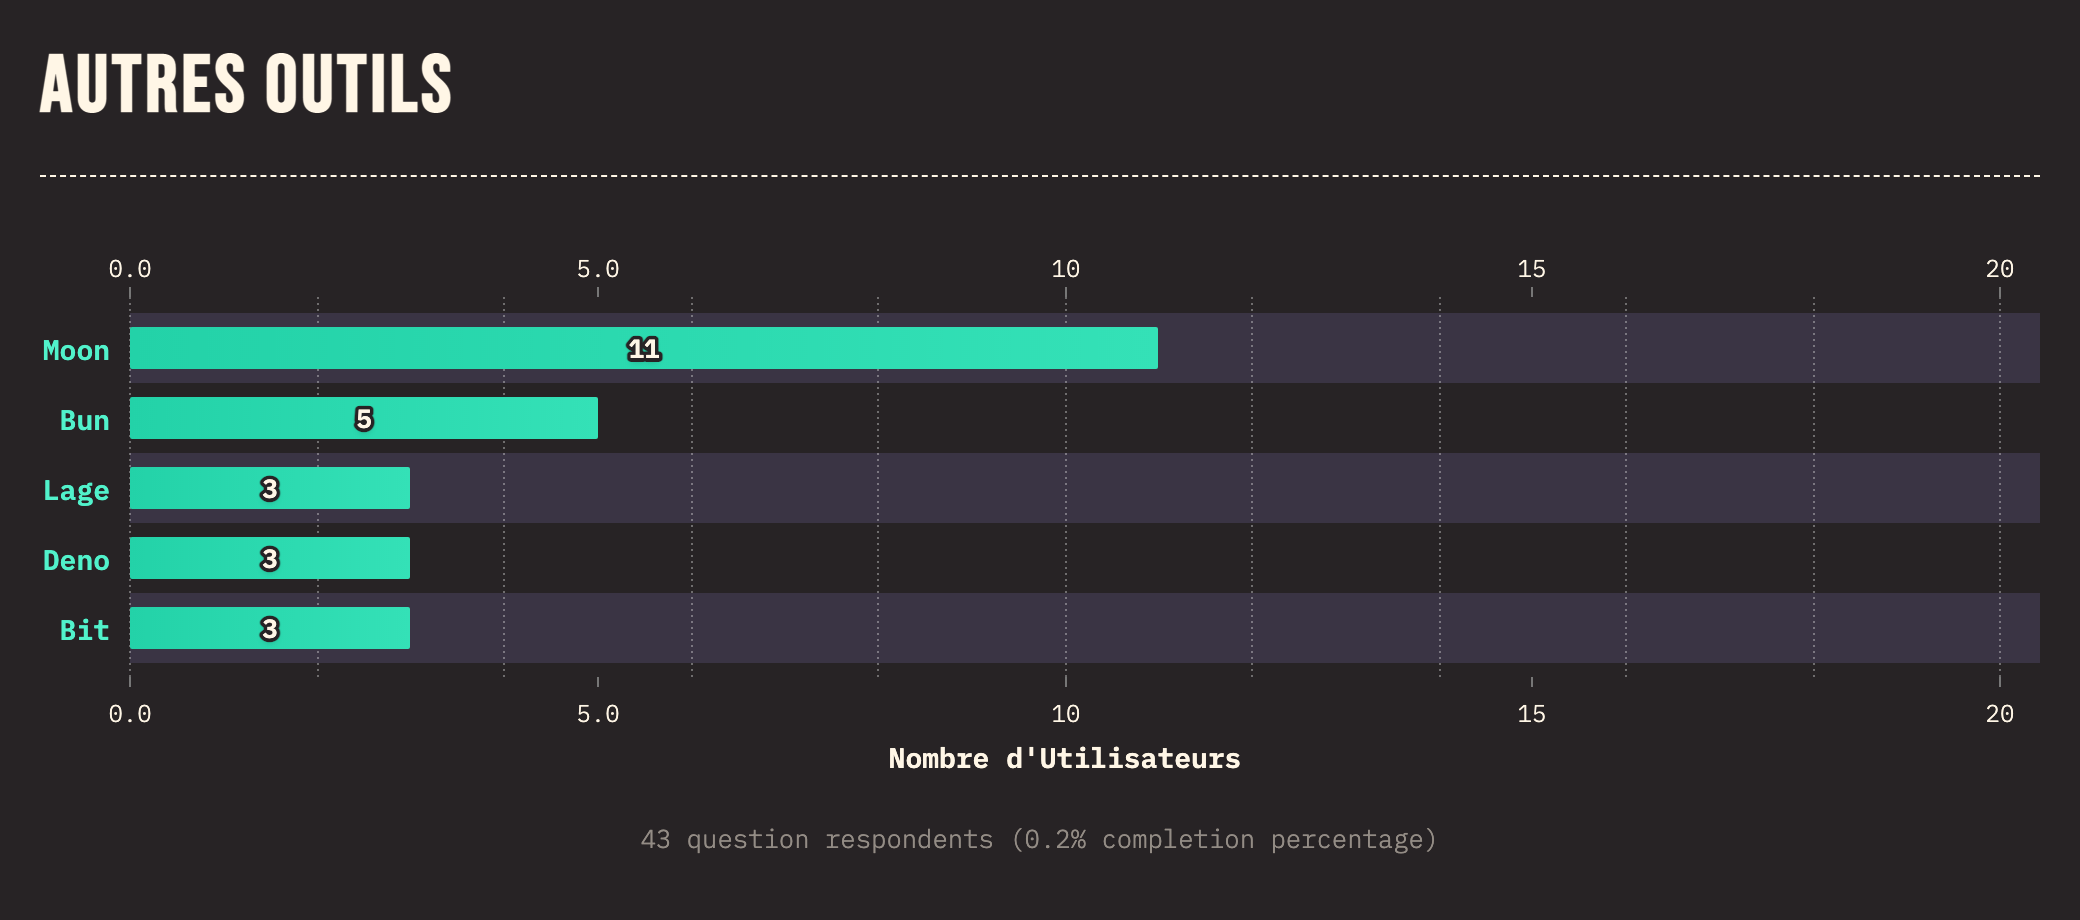 AUTRES OUTILS
0.0 5.0 10 15 20
Moon 11
Bun 5
Lage 3
Deno 3
Bit 3
0.0 5.0 10 15 20
Nombre d'Utilisateurs
43 question respondents (0.2% completion percentage)